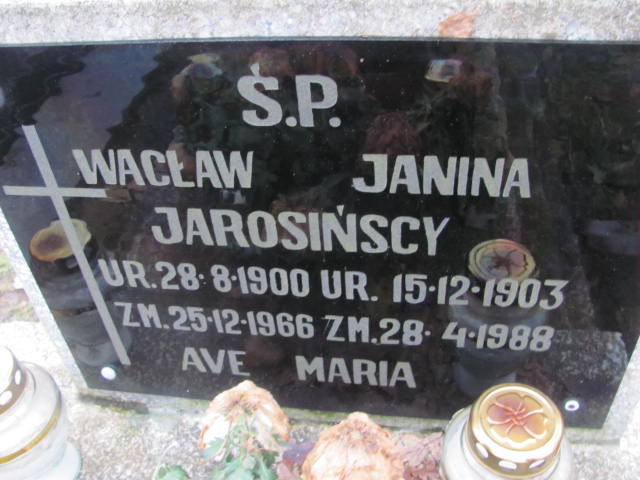 Ś.P.
WACŁAW JANINA
JAROSIŃSCY
UR. 28·8·1900 UR. 15·12·1903
ZM. 25·12·1966 ZM. 28·4·1988
AVE MARIA